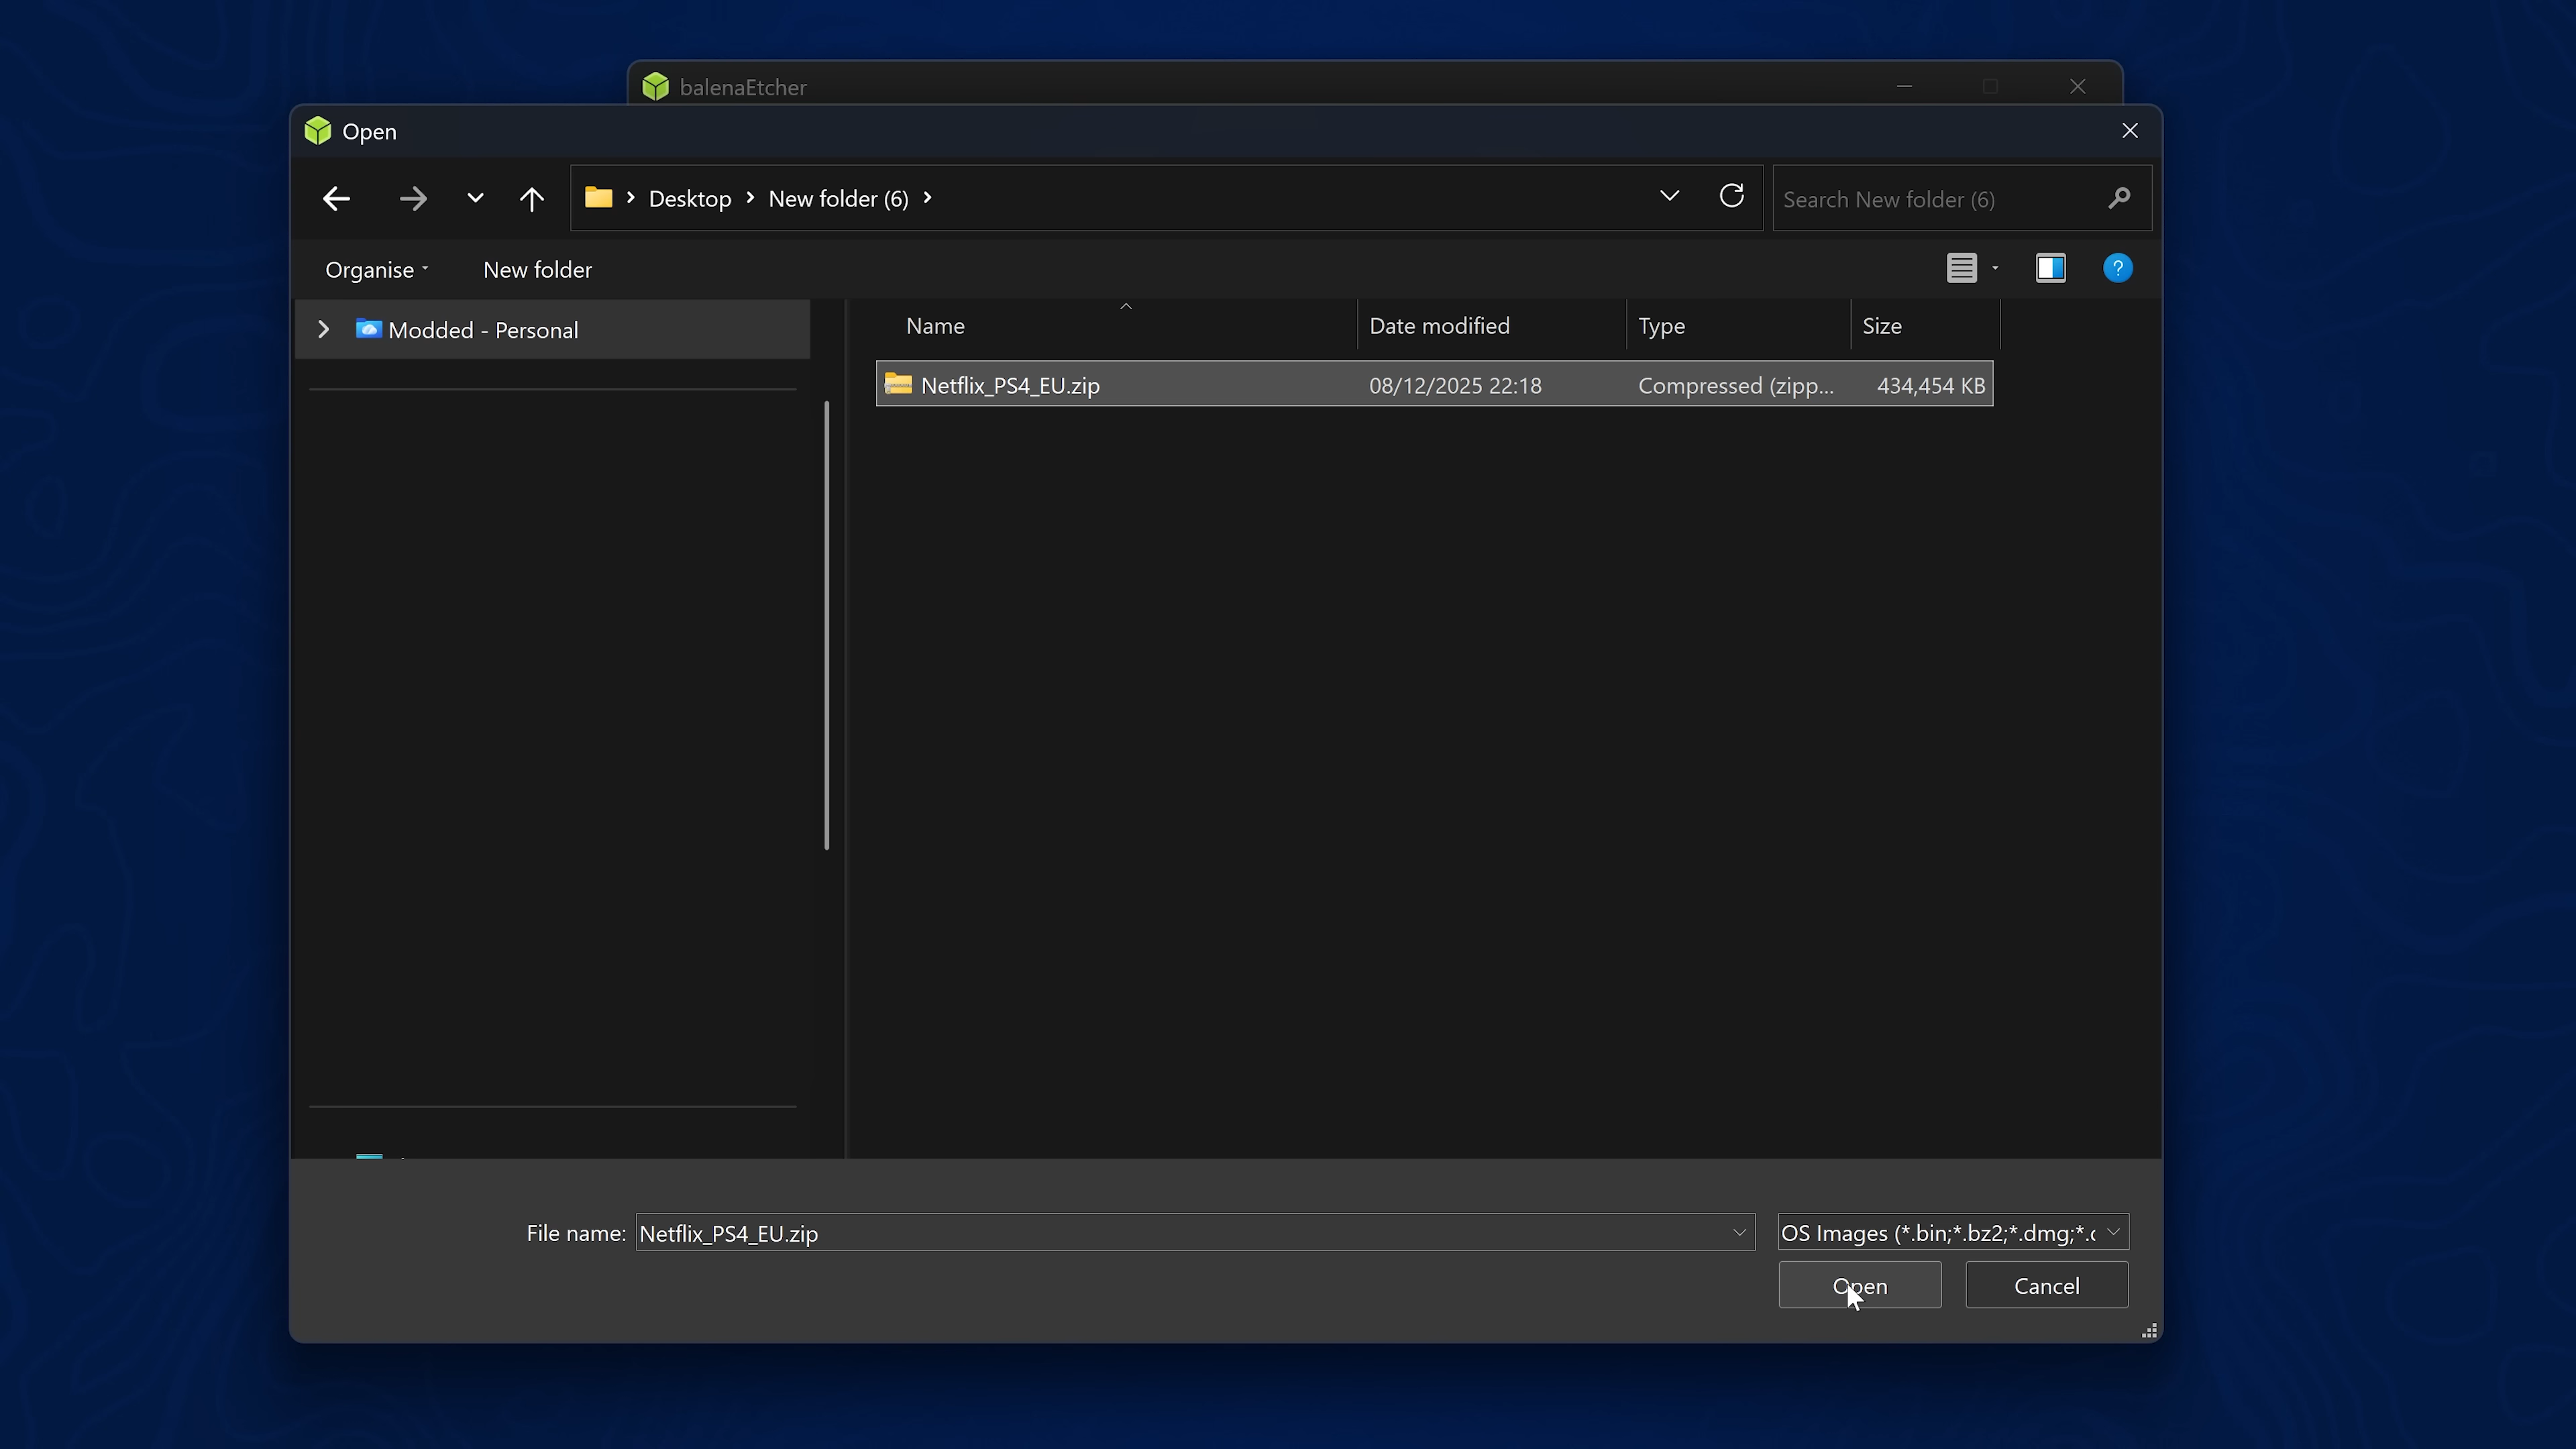 balenaEtcher
Open
Desktop New folder (6)
Search New folder (6)
Organise New folder
?
Modded - Personal
Name Date modified Type Size
Netflix_PS4_EU.zip 08/12/2025 22:18 Compressed (zipp... 434,454 KB
File name: Netflix_PS4_EU.zip OS Images (*.bin;*.bz2;*.dmg;*.
Open Cancel